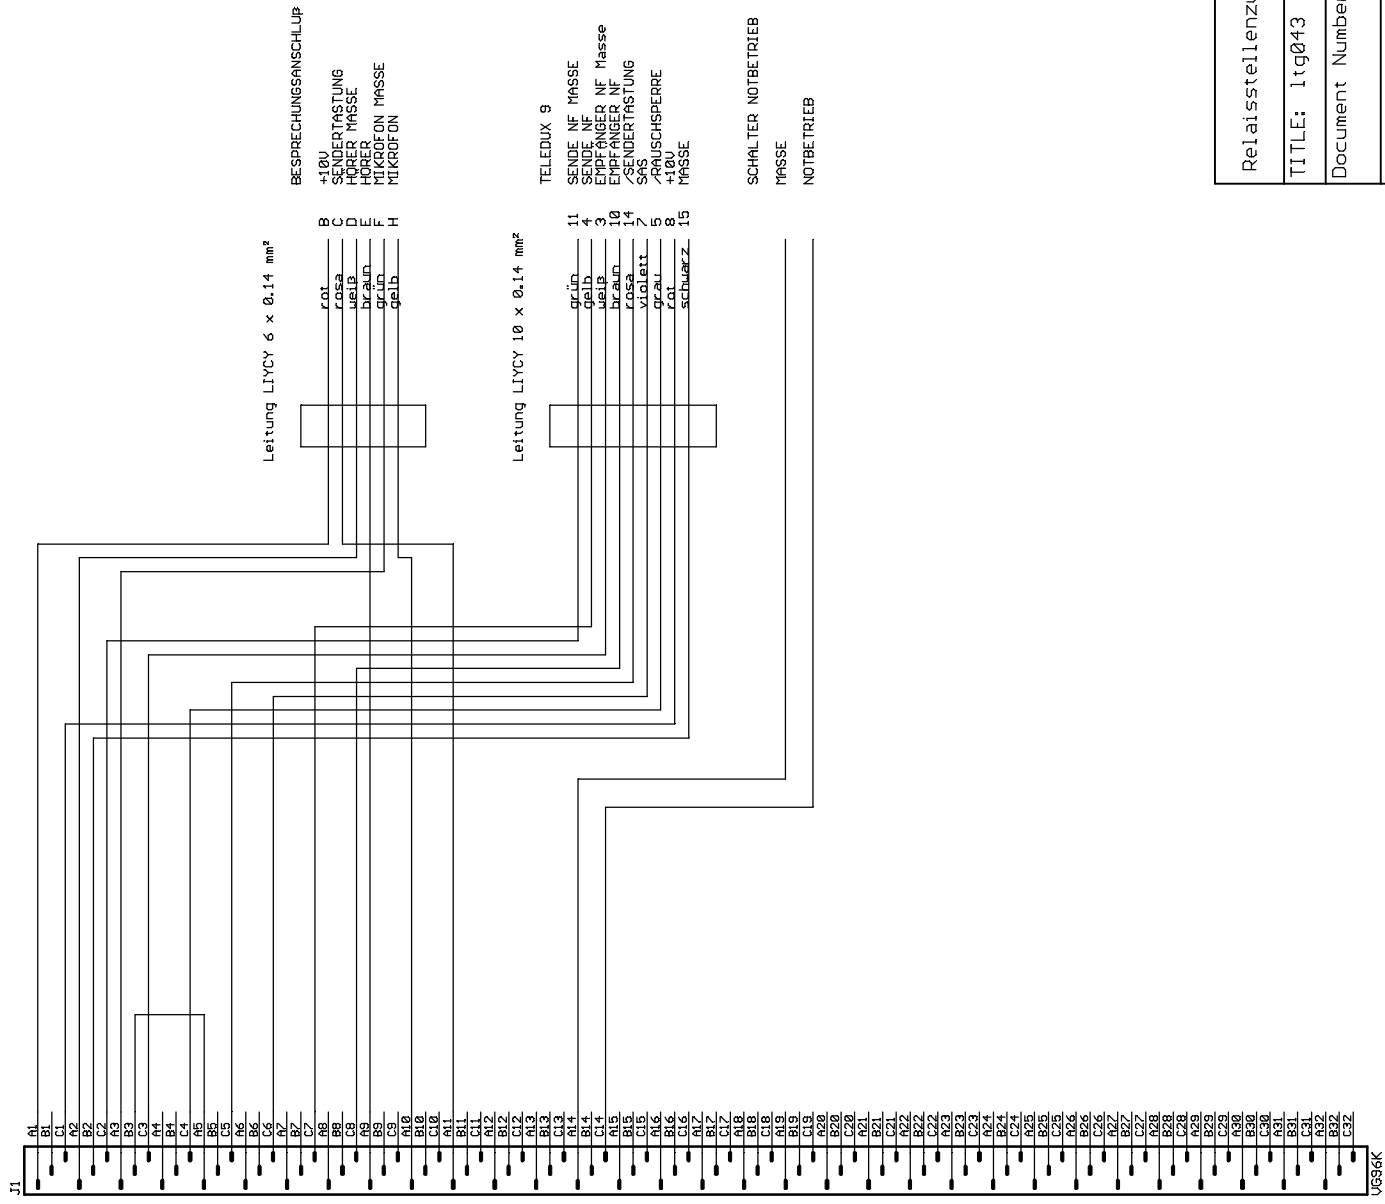 BESPRECHUNGSANSCHLUß
B +10V
C SENDERTASTUNG
D HÖRER MASSE
E HÖRER
F MIKROFON MASSE
H MIKROFON
Leitung LIYCY 6 x 0.14 mm²
rot
rosa
weiß
braun
grün
gelb
TELEDUX 9
11 SENDE NF MASSE
4 SENDE NF
3 EMPFÄNGER NF Masse
10 EMPFÄNGER NF
14 /SENDERTASTUNG
7 SAS
5 /RAUSCHSPERRE
8 +10V
15 MASSE
Leitung LIYCY 10 x 0.14 mm²
grün
gelb
weiß
braun
rosa
violett
grau
rot
schwarz
SCHALTER NOTBETRIEB
MASSE
NOTBETRIEB
J1
A1
B1
C1
A2
B2
C2
A3
B3
C3
A4
B4
C4
A5
B5
C5
A6
B6
C6
A7
B7
C7
A8
B8
C8
A9
B9
C9
A10
B10
C10
A11
B11
C11
A12
B12
C12
A13
B13
C13
A14
B14
C14
A15
B15
C15
A16
B16
C16
A17
B17
C17
A18
B18
C18
A19
B19
C19
A20
B20
C20
A21
B21
C21
A22
B22
C22
A23
B23
C23
A24
B24
C24
A25
B25
C25
A26
B26
C26
A27
B27
C27
A28
B28
C28
A29
B29
C29
A30
B30
C30
A31
B31
C31
A32
B32
C32
VG96K
Relaisstellenzu
TITLE: ltg043
Document Number